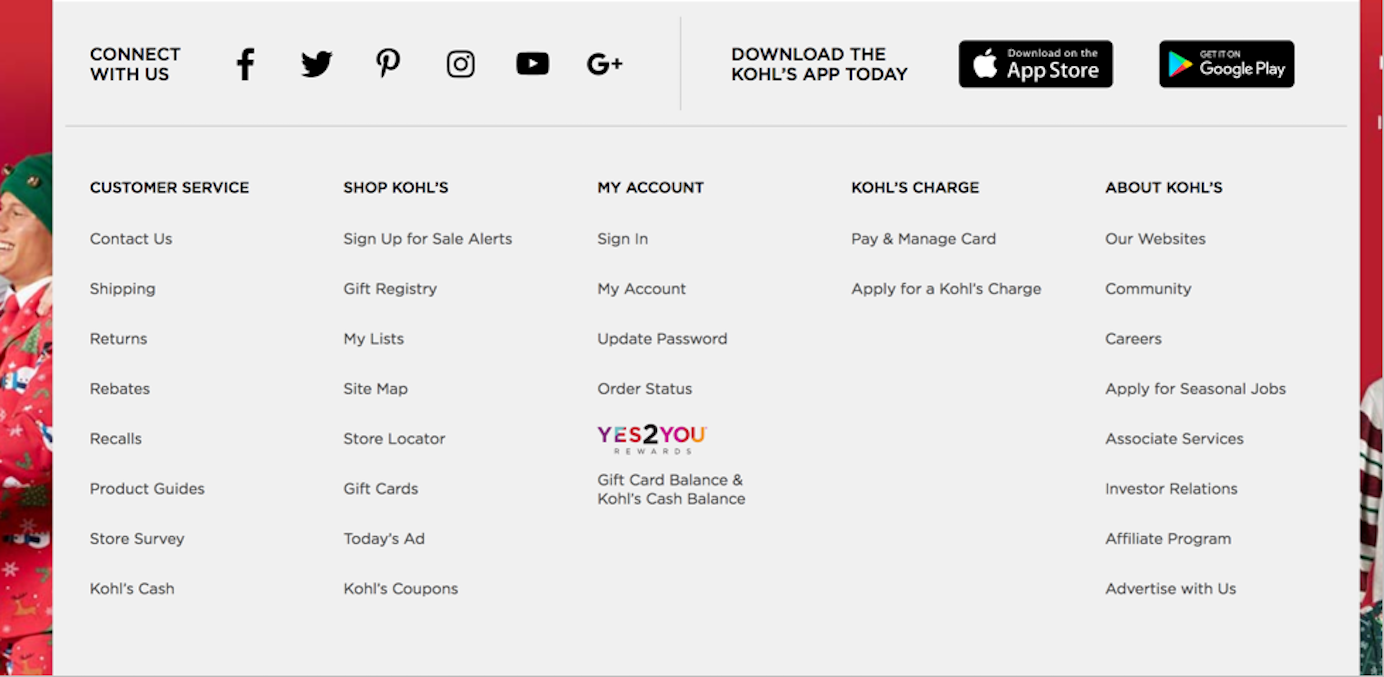 CONNECT
WITH US
DOWNLOAD THE
KOHL'S APP TODAY
Download on the
App Store
GET IT ON
Google Play
CUSTOMER SERVICE
Contact Us
Shipping
Returns
Rebates
Recalls
Product Guides
Store Survey
Kohl's Cash
SHOP KOHL'S
Sign Up for Sale Alerts
Gift Registry
My Lists
Site Map
Store Locator
Gift Cards
Today's Ad
Kohl's Coupons
MY ACCOUNT
Sign In
My Account
Update Password
Order Status
YES2YOU
REWARDS
Gift Card Balance &
Kohl's Cash Balance
KOHL'S CHARGE
Pay & Manage Card
Apply for a Kohl's Charge
ABOUT KOHL'S
Our Websites
Community
Careers
Apply for Seasonal Jobs
Associate Services
Investor Relations
Affiliate Program
Advertise with Us